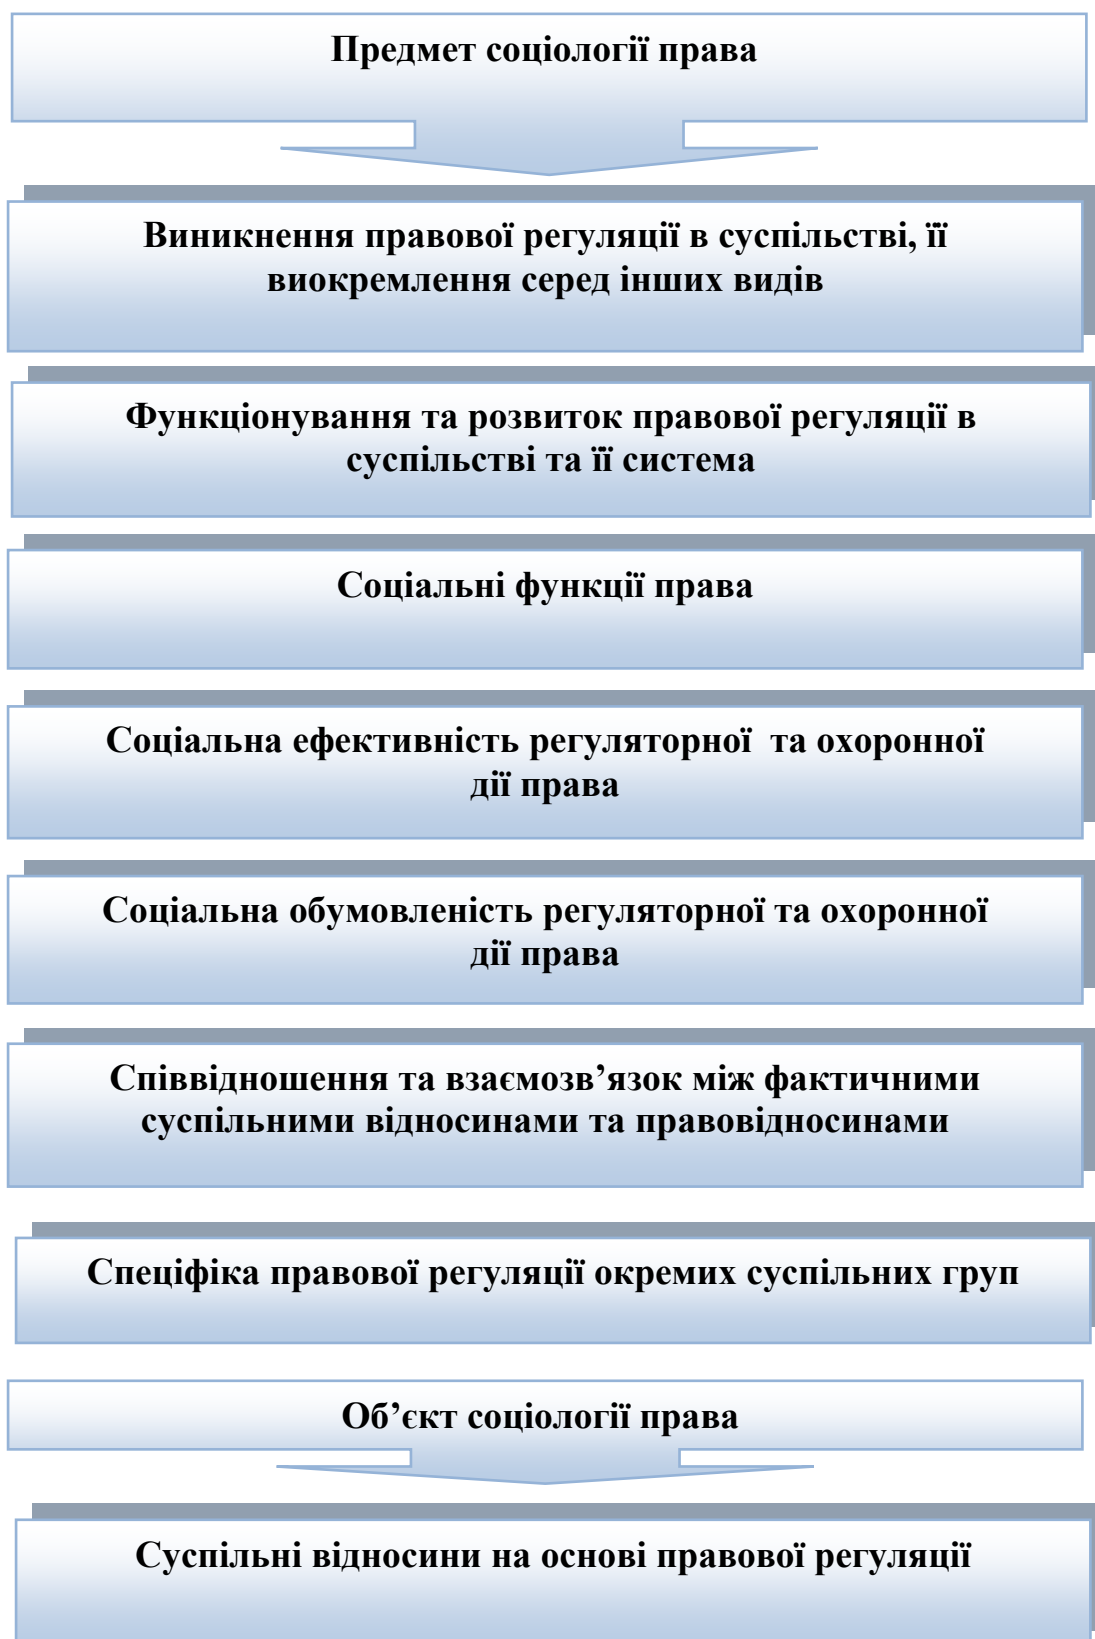 Предмет соціології права
Виникнення правової регуляції в суспільстві, її
виокремлення серед інших видів
Функціонування та розвиток правової регуляції в
суспільстві та її система
Соціальні функції права
Соціальна ефективність регуляторної та охоронної
дії права
Соціальна обумовленість регуляторної та охоронної
дії права
Співвідношення та взаємозв’язок між фактичними
суспільними відносинами та правовідносинами
Спеціфіка правової регуляції окремих суспільних груп
Об’єкт соціології права
Суспільні відносини на основі правової регуляції